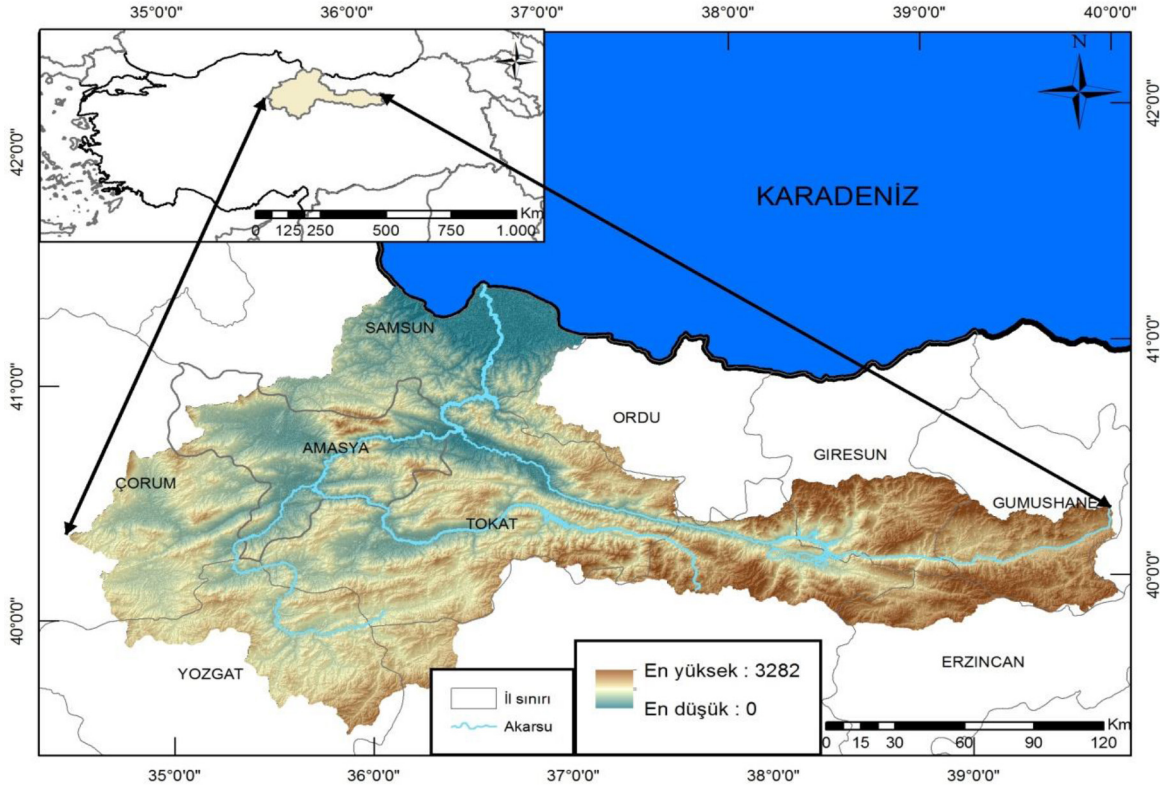 35°0'0" 36°0'0" 37°0'0" 38°0'0" 39°0'0" 40°0'0"
N
42°0'0"
42°0'0"
Km
0 125 250 500 750 1.000
KARADENİZ
SAMSUN
41°0'0"
41°0'0"
ORDU
AMASYA
GIRESUN
ÇORUM
GUMUSHANE
TOKAT
40°0'0"
40°0'0"
YOZGAT
ERZINCAN
İl sınırı
Akarsu
En yüksek : 3282
En düşük : 0
Km
0 15 30 60 90 120
35°0'0" 36°0'0" 37°0'0" 38°0'0" 39°0'0"